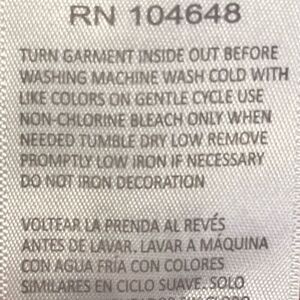 RN 104648
TURN GARMENT INSIDE OUT BEFORE
WASHING MACHINE WASH COLD WITH
LIKE COLORS ON GENTLE CYCLE USE
NON-CHLORINE BLEACH ONLY WHEN
NEEDED TUMBLE DRY LOW REMOVE
PROMPTLY LOW IRON IF NECESSARY
DO NOT IRON DECORATION
VOLTEAR LA PRENDA AL REVÉS
ANTES DE LAVAR. LAVAR A MÁQUINA
CON AGUA FRÍA CON COLORES
SIMILARES EN CICLO SUAVE. SOLO